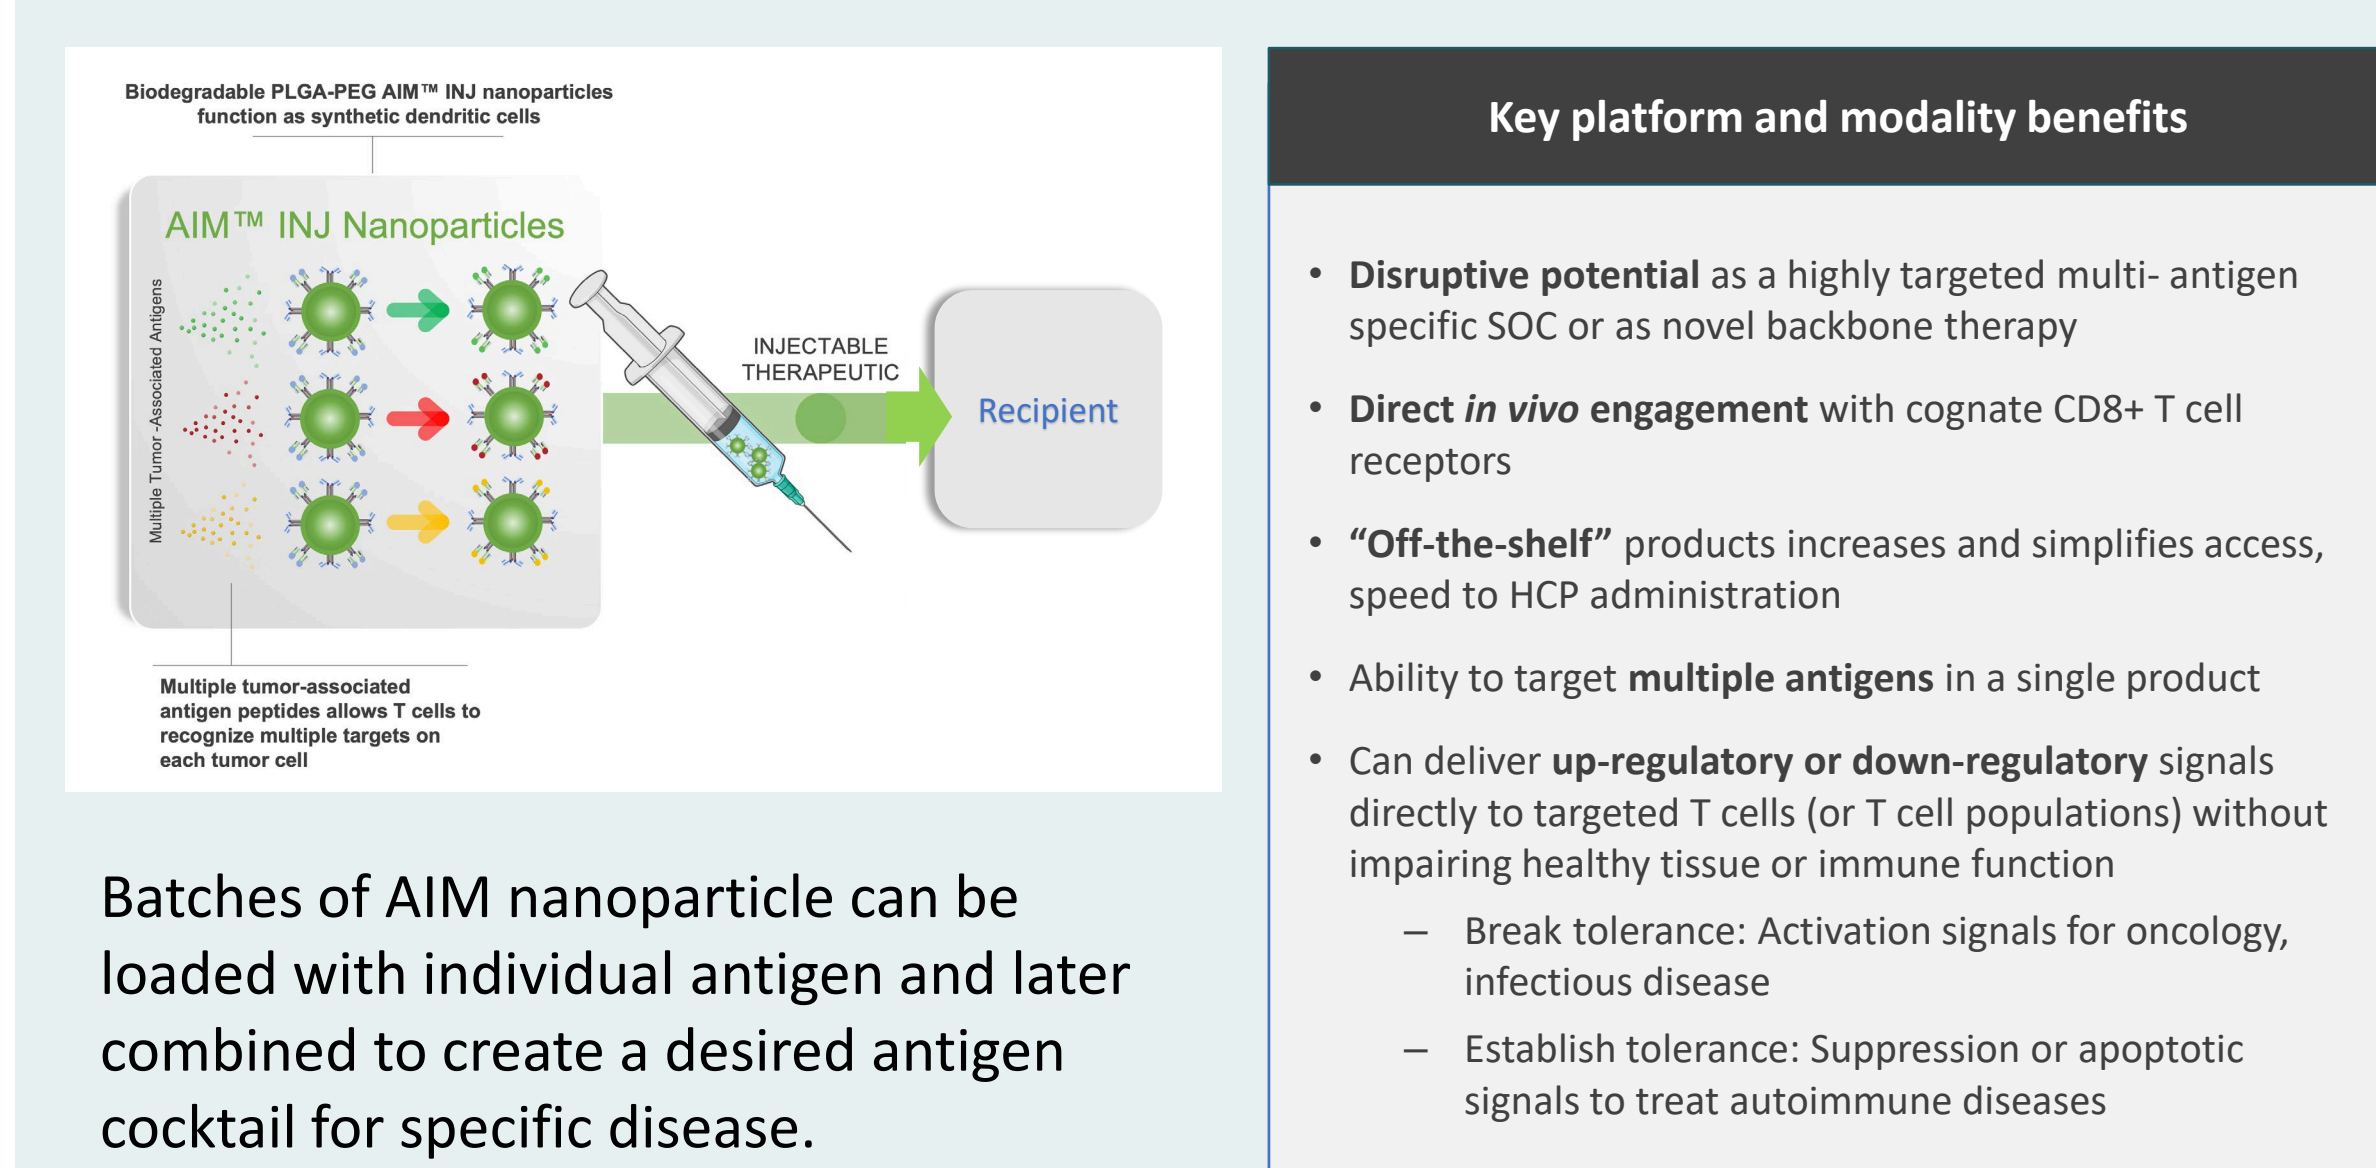 Biodegradable PLGA-PEG AIM™ INJ nanoparticles
function as synthetic dendritic cells
AIM™ INJ Nanoparticles
Multiple Tumor -Associated Antigens
INJECTABLE
THERAPEUTIC
Recipient
Multiple tumor-associated
antigen peptides allows T cells to
recognize multiple targets on
each tumor cell
Batches of AIM nanoparticle can be
loaded with individual antigen and later
combined to create a desired antigen
cocktail for specific disease.
Key platform and modality benefits
• Disruptive potential as a highly targeted multi- antigen
specific SOC or as novel backbone therapy
• Direct in vivo engagement with cognate CD8+ T cell
receptors
• “Off-the-shelf” products increases and simplifies access,
speed to HCP administration
• Ability to target multiple antigens in a single product
• Can deliver up-regulatory or down-regulatory signals
directly to targeted T cells (or T cell populations) without
impairing healthy tissue or immune function
– Break tolerance: Activation signals for oncology,
infectious disease
– Establish tolerance: Suppression or apoptotic
signals to treat autoimmune diseases